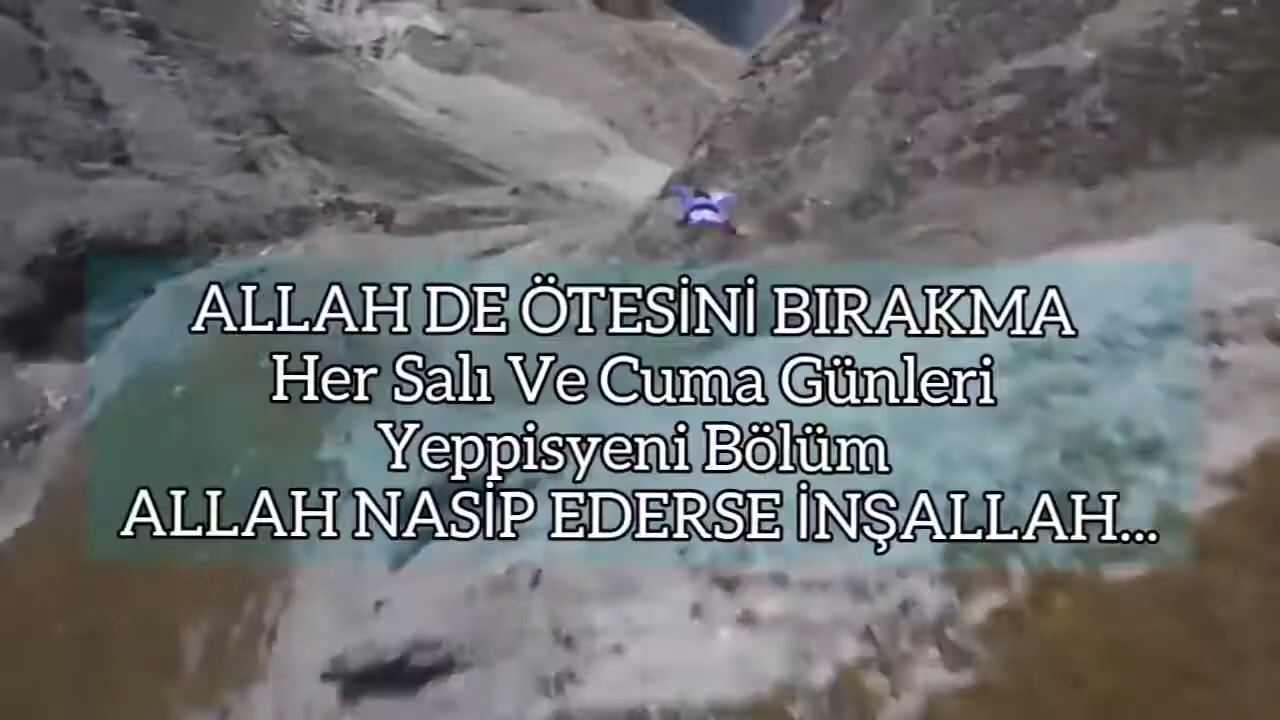 ALLAH DE ÖTESİNİ BIRAKMA
Her Salı Ve Cuma Günleri
Yeppisyeni Bölüm
ALLAH NASİP EDERSE İNŞALLAH...